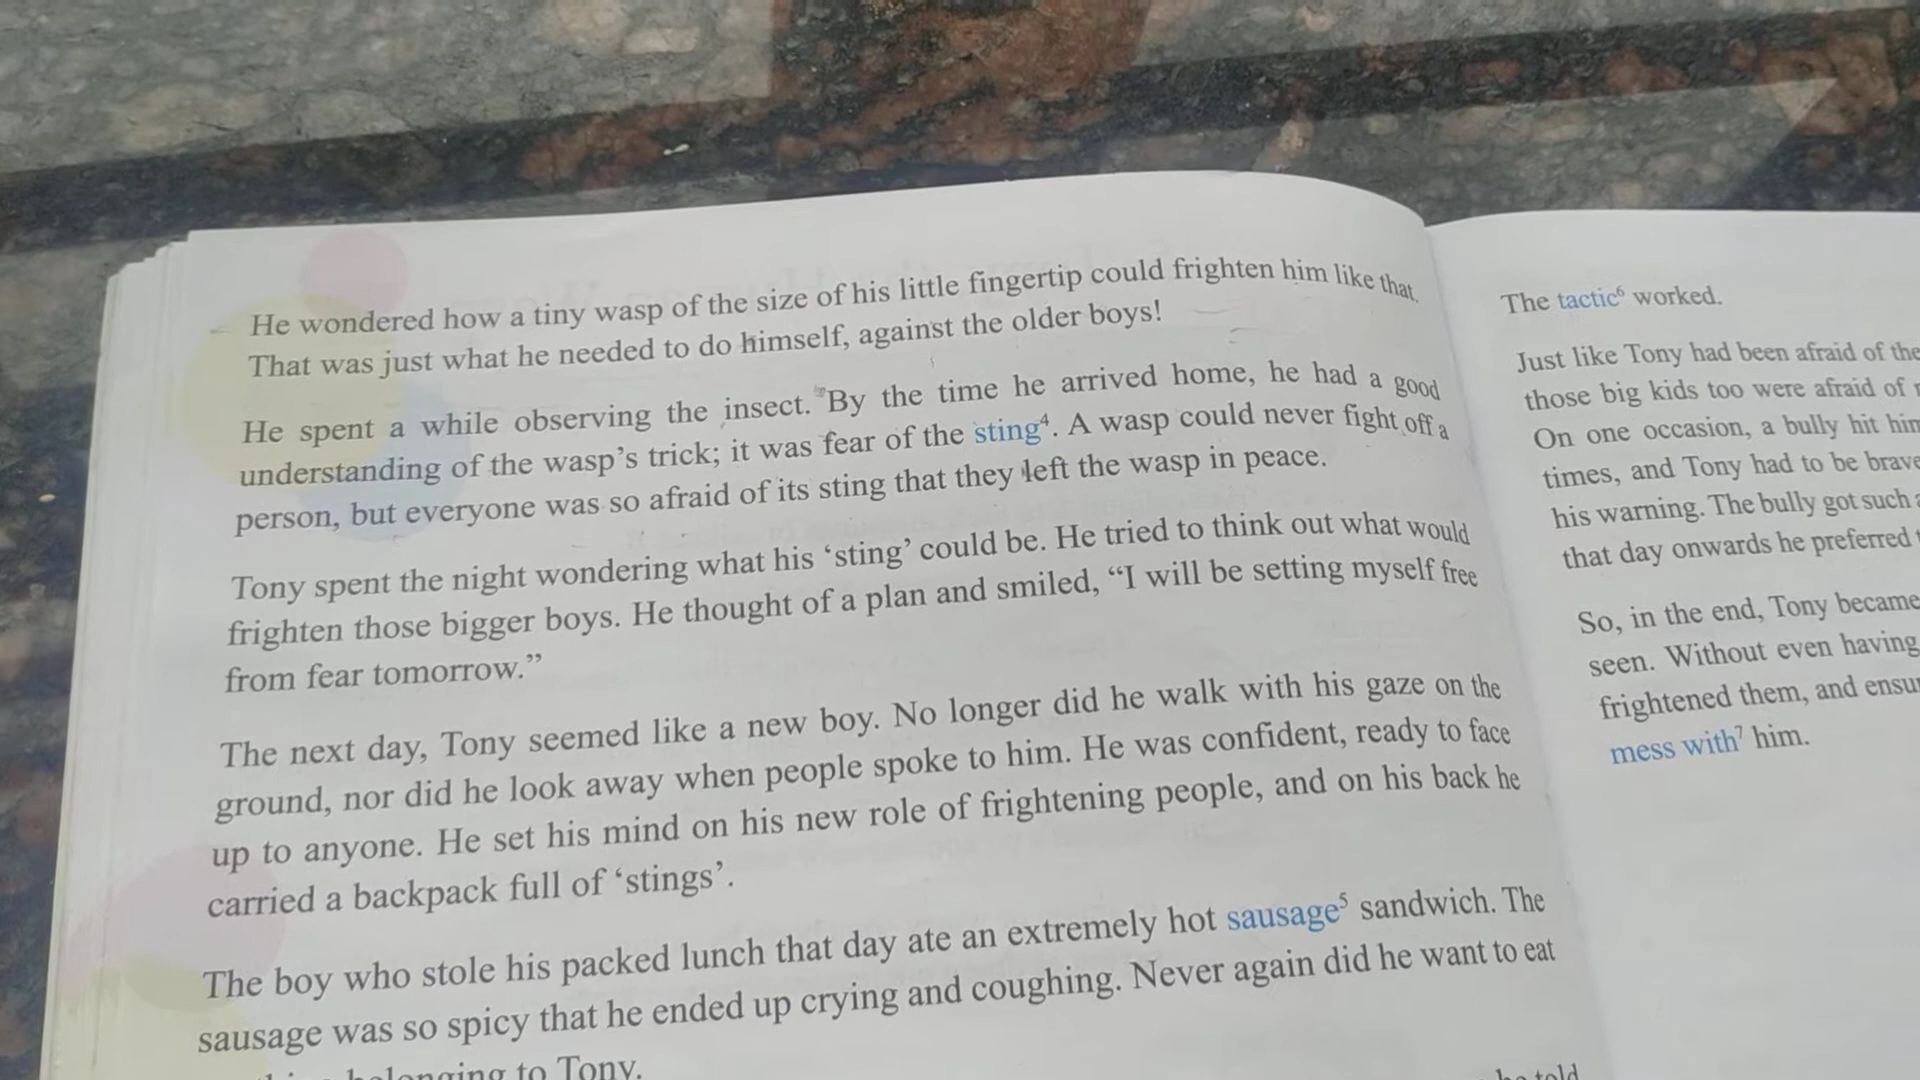 He wondered how a tiny wasp of the size of his little fingertip could frighten him like that.
That was just what he needed to do himself, against the older boys!
He spent a while observing the insect. By the time he arrived home, he had a good
understanding of the wasp's trick; it was fear of the sting⁴. A wasp could never fight off a
person, but everyone was so afraid of its sting that they left the wasp in peace.
Tony spent the night wondering what his ‘sting’ could be. He tried to think out what would
frighten those bigger boys. He thought of a plan and smiled, “I will be setting myself free
from fear tomorrow.”
The next day, Tony seemed like a new boy. No longer did he walk with his gaze on the
ground, nor did he look away when people spoke to him. He was confident, ready to face
up to anyone. He set his mind on his new role of frightening people, and on his back he
carried a backpack full of ‘stings’.
The boy who stole his packed lunch that day ate an extremely hot sausage⁵ sandwich. The
sausage was so spicy that he ended up crying and coughing. Never again did he want to eat
belonging to Tony.
he told
The tactic⁶ worked.
Just like Tony had been afraid of the
those big kids too were afraid of
On one occasion, a bully hit him
times, and Tony had to be brave
his warning. The bully got such
that day onwards he preferred
So, in the end, Tony became
seen. Without even having
frightened them, and
mess with⁷ him.